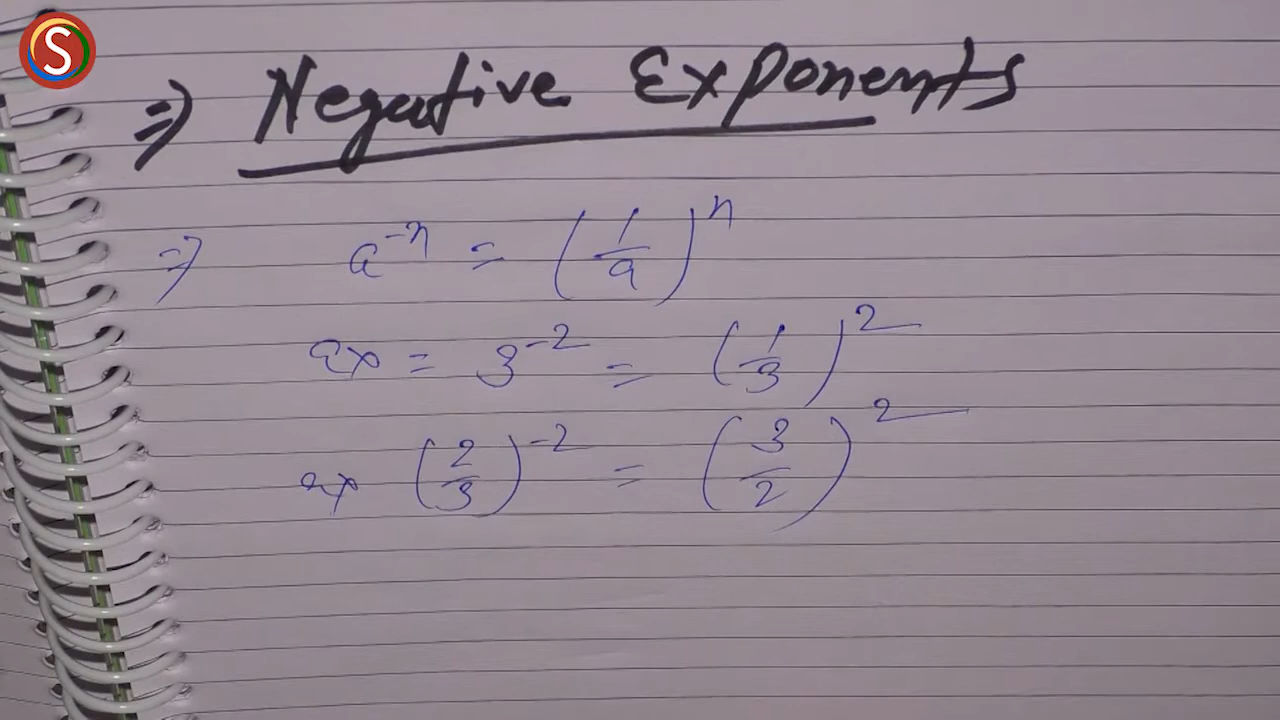 S
⇒ Negative Exponents
⇒ a⁻ⁿ = (1/a)ⁿ
Ex = 3⁻² = (1/3)²
ex (2/3)⁻² = (3/2)²